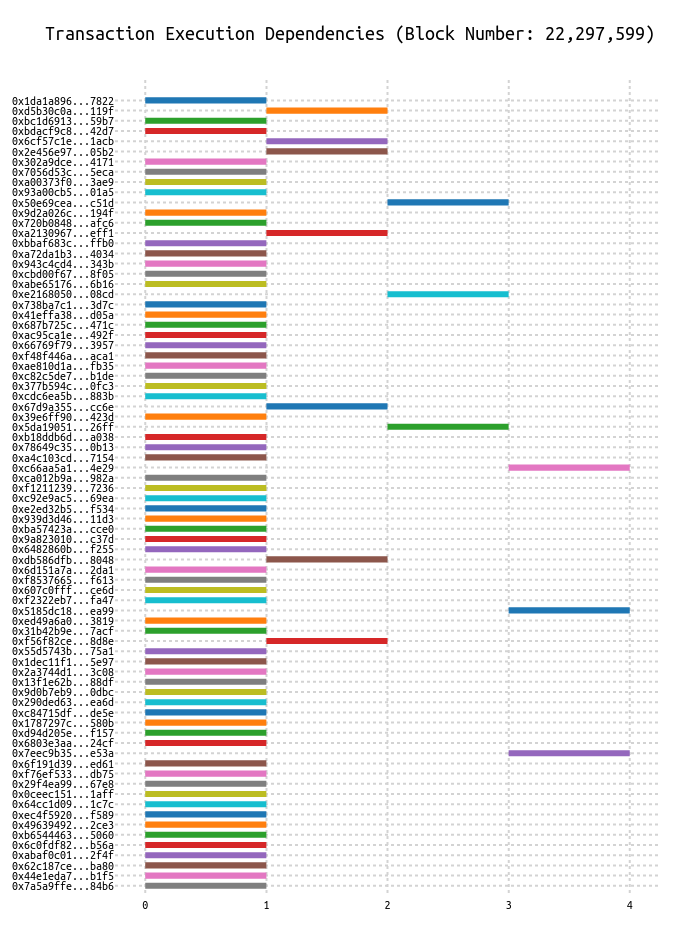 Transaction Execution Dependencies (Block Number: 22,297,599)
0x1da1a896...7822
0xd5b30c0a...119f
0xbc1d6913...59b7
0xbdacf9c8...42d7
0x6cf57c1e...1acb
0x2e456e97...05b2
0x302a9dce...4171
0x7056d53c...5eca
0xa00373f0...3ae9
0x93a00cb5...01a5
0x50e69cea...c51d
0x9d2a026c...194f
0x720b0848...afc6
0xa2130967...eff1
0xbbaf683c...ffb0
0xa72da1b3...4034
0x943c4cd4...343b
0xcbd00f67...8f05
0xabe65176...6b16
0xe2168050...08cd
0x738ba7c1...3d7c
0x41effa38...d05a
0x687b725c...471c
0xac95ca1e...492f
0x66769f79...3957
0xf48f446a...aca1
0xae810d1a...fb35
0xc82c5de7...b1de
0x377b594c...0fc3
0xcdc6ea5b...883b
0x67d9a355...cc6e
0x39e6ff90...423d
0x5da19051...26ff
0xb18ddb6d...a038
0x78649c35...0b13
0xa4c103cd...7154
0xc66aa5a1...4e29
0xca012b9a...982a
0xf1211239...7236
0xc92e9ac5...69ea
0xe2ed32b5...f534
0x939d3d46...11d3
0xba57423a...cce0
0x9a823010...c37d
0x6482860b...f255
0xdb586dfb...8048
0x6d151a7a...2da1
0xf8537665...f613
0x607c0fff...ce6d
0xf2322eb7...fa47
0x5185dc18...ea99
0xed49a6a0...3819
0x31b42b9e...7acf
0xf56f82ce...8d8e
0x55d5743b...75a1
0x1dec11f1...5e97
0x2a3744d1...3c08
0x13f1e62b...88df
0x9d0b7eb9...0dbc
0x290ded63...ea6d
0xc84715df...de5e
0x1787297c...580b
0xd94d205e...f157
0x6803e3aa...24cf
0x7eec9b35...e53a
0x6f191d39...ed61
0xf76ef533...db75
0x29f4ea99...67e8
0x0ceec151...1aff
0x64cc1d09...1c7c
0xec4f5920...f589
0x49639492...2ce3
0xb6544463...5060
0x6c0fdf82...b56a
0xabaf0c01...2f4f
0x62c187ce...ba80
0x44e1eda7...b1f5
0x7a5a9ffe...84b6
0 1 2 3 4